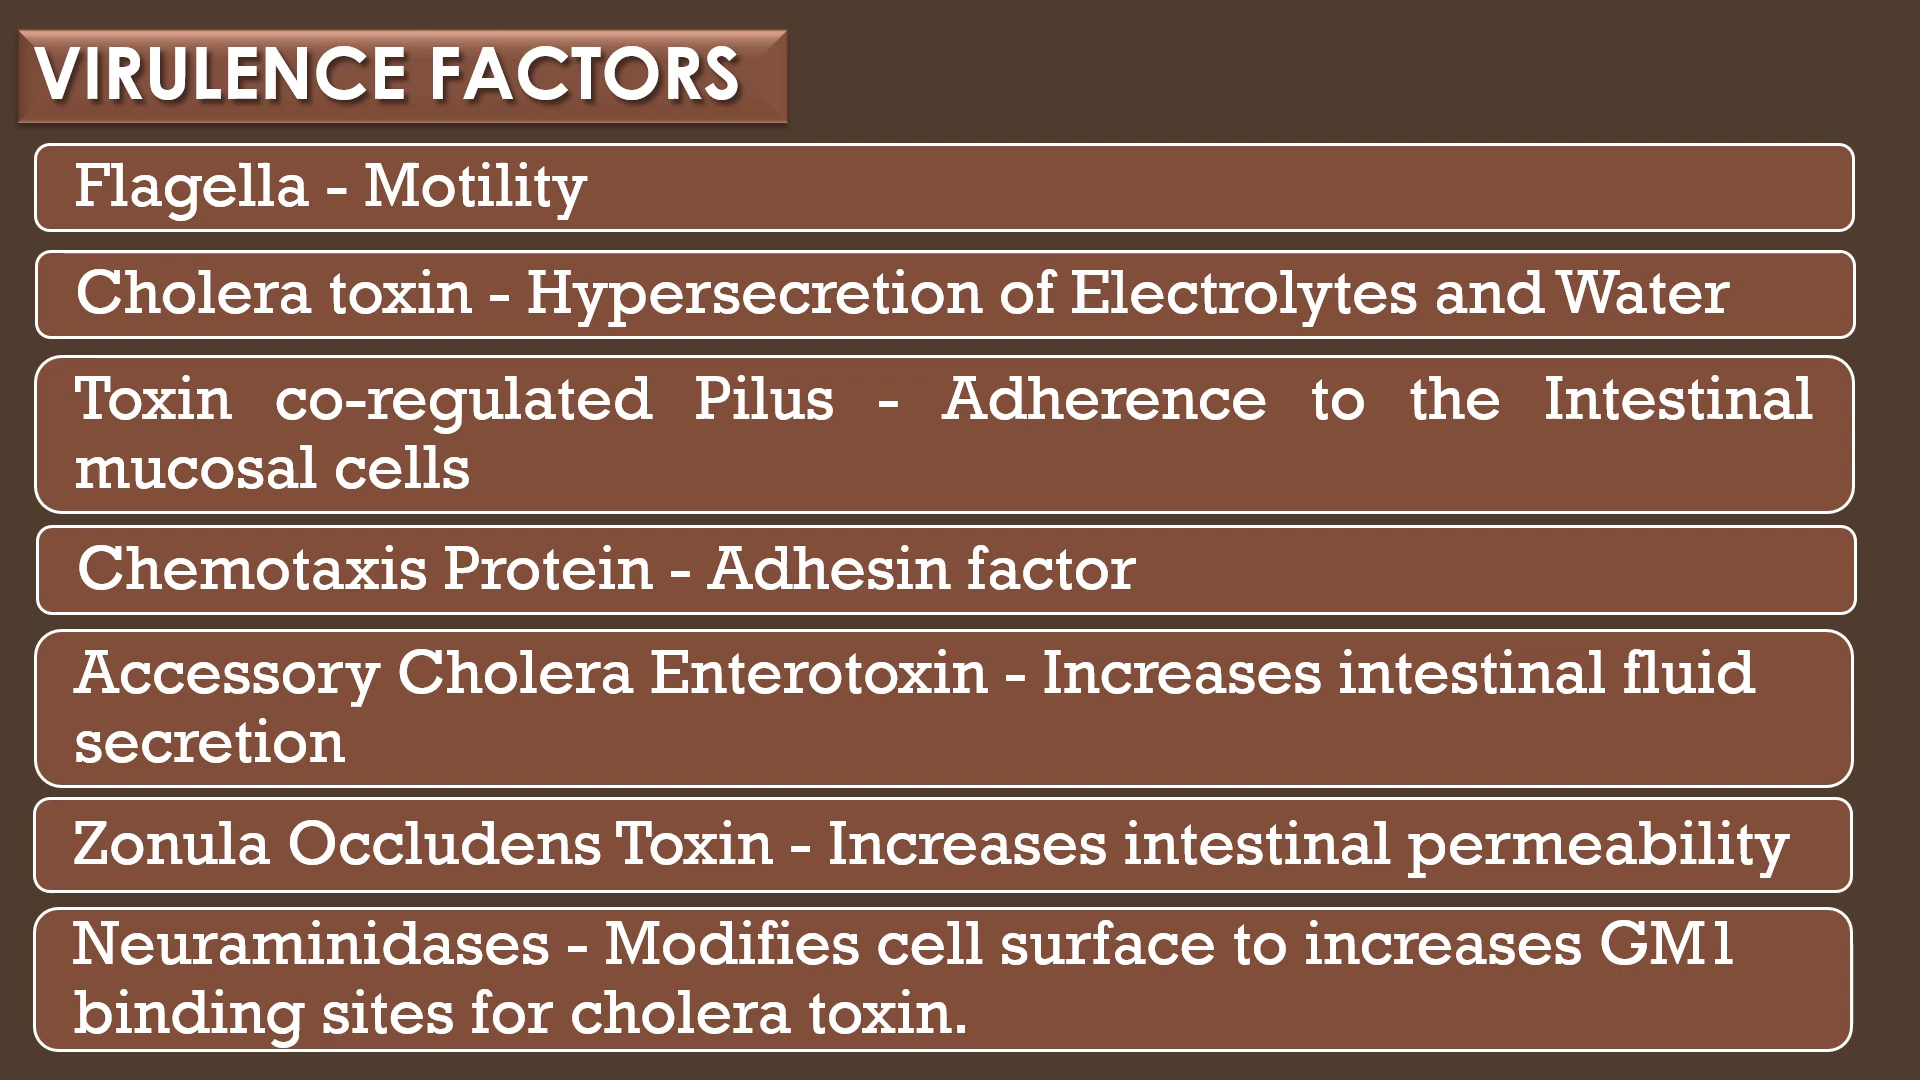 VIRULENCE FACTORS
Flagella - Motility
Cholera toxin - Hypersecretion of Electrolytes and Water
Toxin co-regulated Pilus - Adherence to the Intestinal
mucosal cells
Chemotaxis Protein - Adhesin factor
Accessory Cholera Enterotoxin - Increases intestinal fluid
secretion
Zonula Occludens Toxin - Increases intestinal permeability
Neuraminidases - Modifies cell surface to increases GM1
binding sites for cholera toxin.